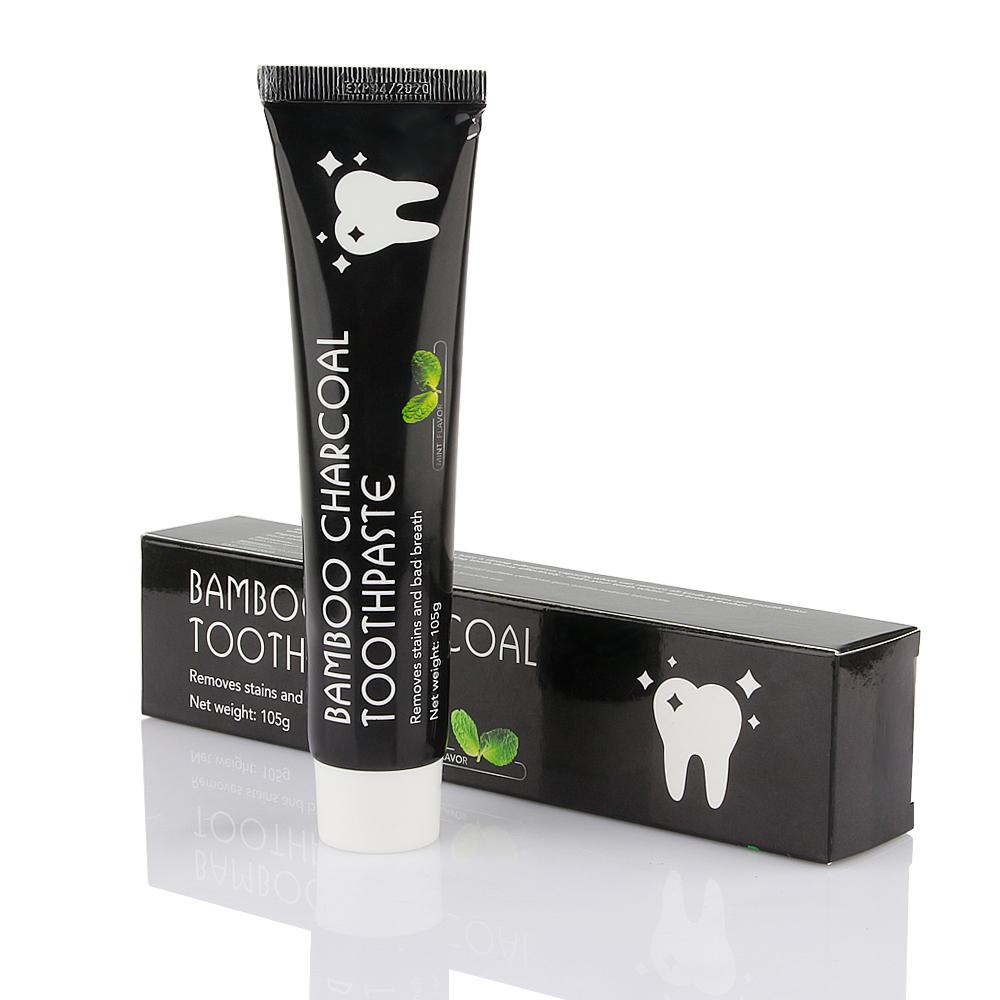 EXP04/2020
BAMBOO CHARCOAL
TOOTHPASTE
MINT FLAVOR
Removes stains and bad breath
Net weight: 105g
BAMBOO COAL
TOOTH
Removes stains and
Net weight: 105g
AVOR